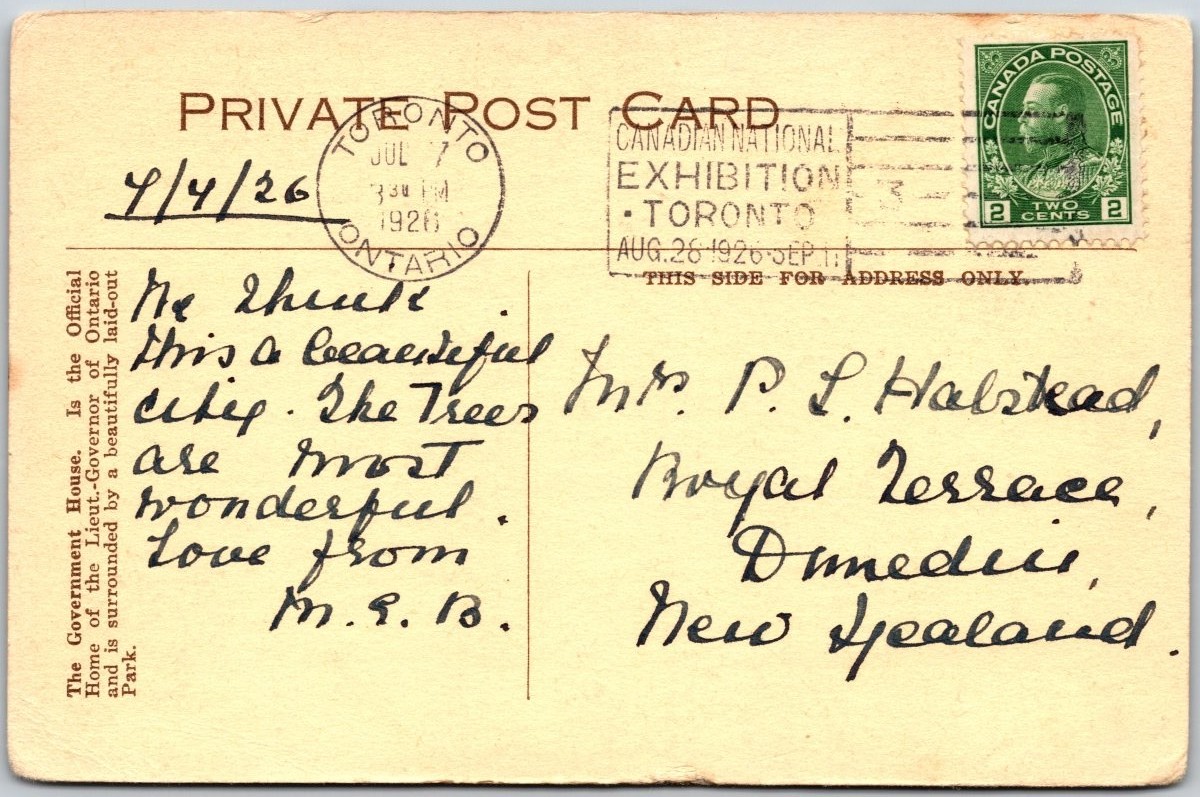 PRIVATE POST CARD
TORONTO
JUL 7
30 PM
1926
ONTARIO
CANADIAN NATIONAL
EXHIBITION
· TORONTO
AUG. 28·1926·SEP. 11
3
CANADA POSTAGE
2 TWO CENTS 2
7/7/26
THIS SIDE FOR ADDRESS ONLY
The Government House. Is the Official
Home of the Lieut.-Governor of Ontario
and is surrounded by a beautifully laid-out
Park.
We think
this a beautiful
city. The Trees
are most
wonderful.
Love from
M. E. B.
Mrs. P. L. Halstead,
Royal Terrace,
Dunedin,
New Zealand.